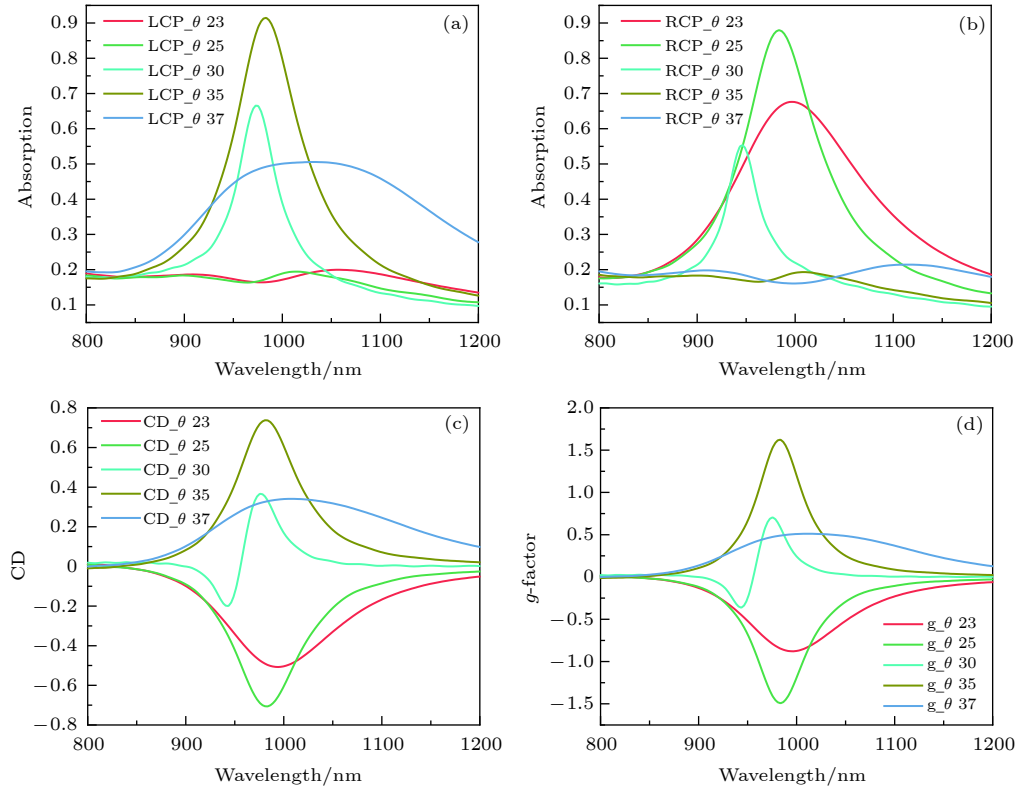 (a)
LCP_θ 23
LCP_θ 25
LCP_θ 30
LCP_θ 35
LCP_θ 37
Absorption
0.9
0.8
0.7
0.6
0.5
0.4
0.3
0.2
0.1
800
900
1000
1100
1200
Wavelength/nm
(b)
RCP_θ 23
RCP_θ 25
RCP_θ 30
RCP_θ 35
RCP_θ 37
Absorption
0.9
0.8
0.7
0.6
0.5
0.4
0.3
0.2
0.1
800
900
1000
1100
1200
Wavelength/nm
(c)
CD_θ 23
CD_θ 25
CD_θ 30
CD_θ 35
CD_θ 37
CD
0.8
0.4
0.2
0
−0.2
−0.4
−0.6
−0.8
800
900
1000
1100
1200
Wavelength/nm
(d)
g-factor
2.0
1.5
1.0
0.5
0
−0.5
−1.0
−1.5
g_θ 23
g_θ 25
g_θ 30
g_θ 35
g_θ 37
800
900
1000
1100
1200
Wavelength/nm